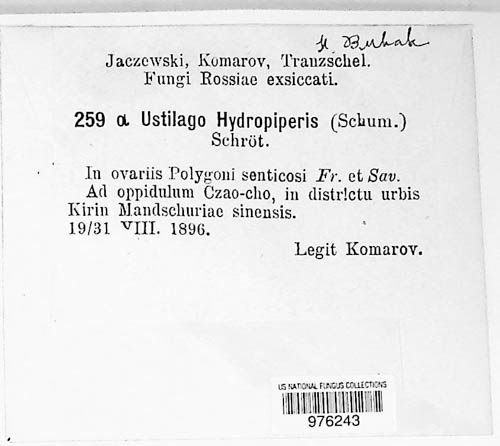 Jaczewski, Komarov, Tranzschel.
Fungi Rossiae exsiccati.
259 α Ustilago Hydropiperis (Schum.)
Schröt.
In ovariis Polygoni senticosi Fr. et Sav.
Ad oppidulum Czao-cho, in districtu urbis
Kirin Mandschuriae sinensis.
19/31 VIII. 1896.
Legit Komarov.
US NATIONAL FUNGUS COLLECTIONS
976243